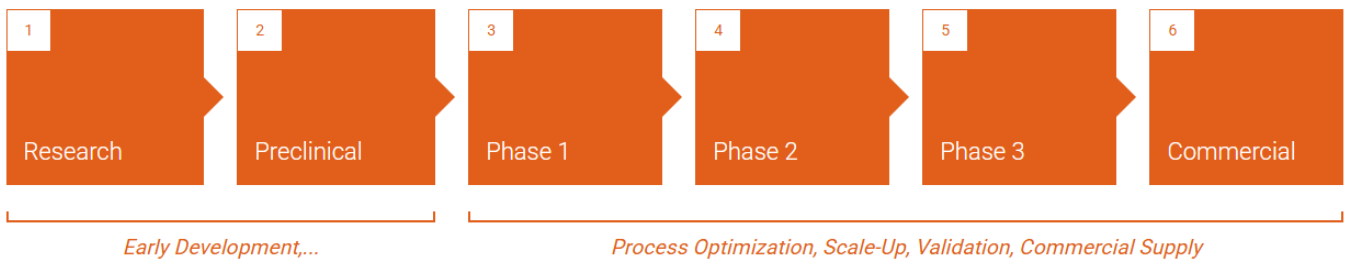 1
2
3
4
5
6
Research
Preclinical
Phase 1
Phase 2
Phase 3
Commercial
Early Development,...
Process Optimization, Scale-Up, Validation, Commercial Supply